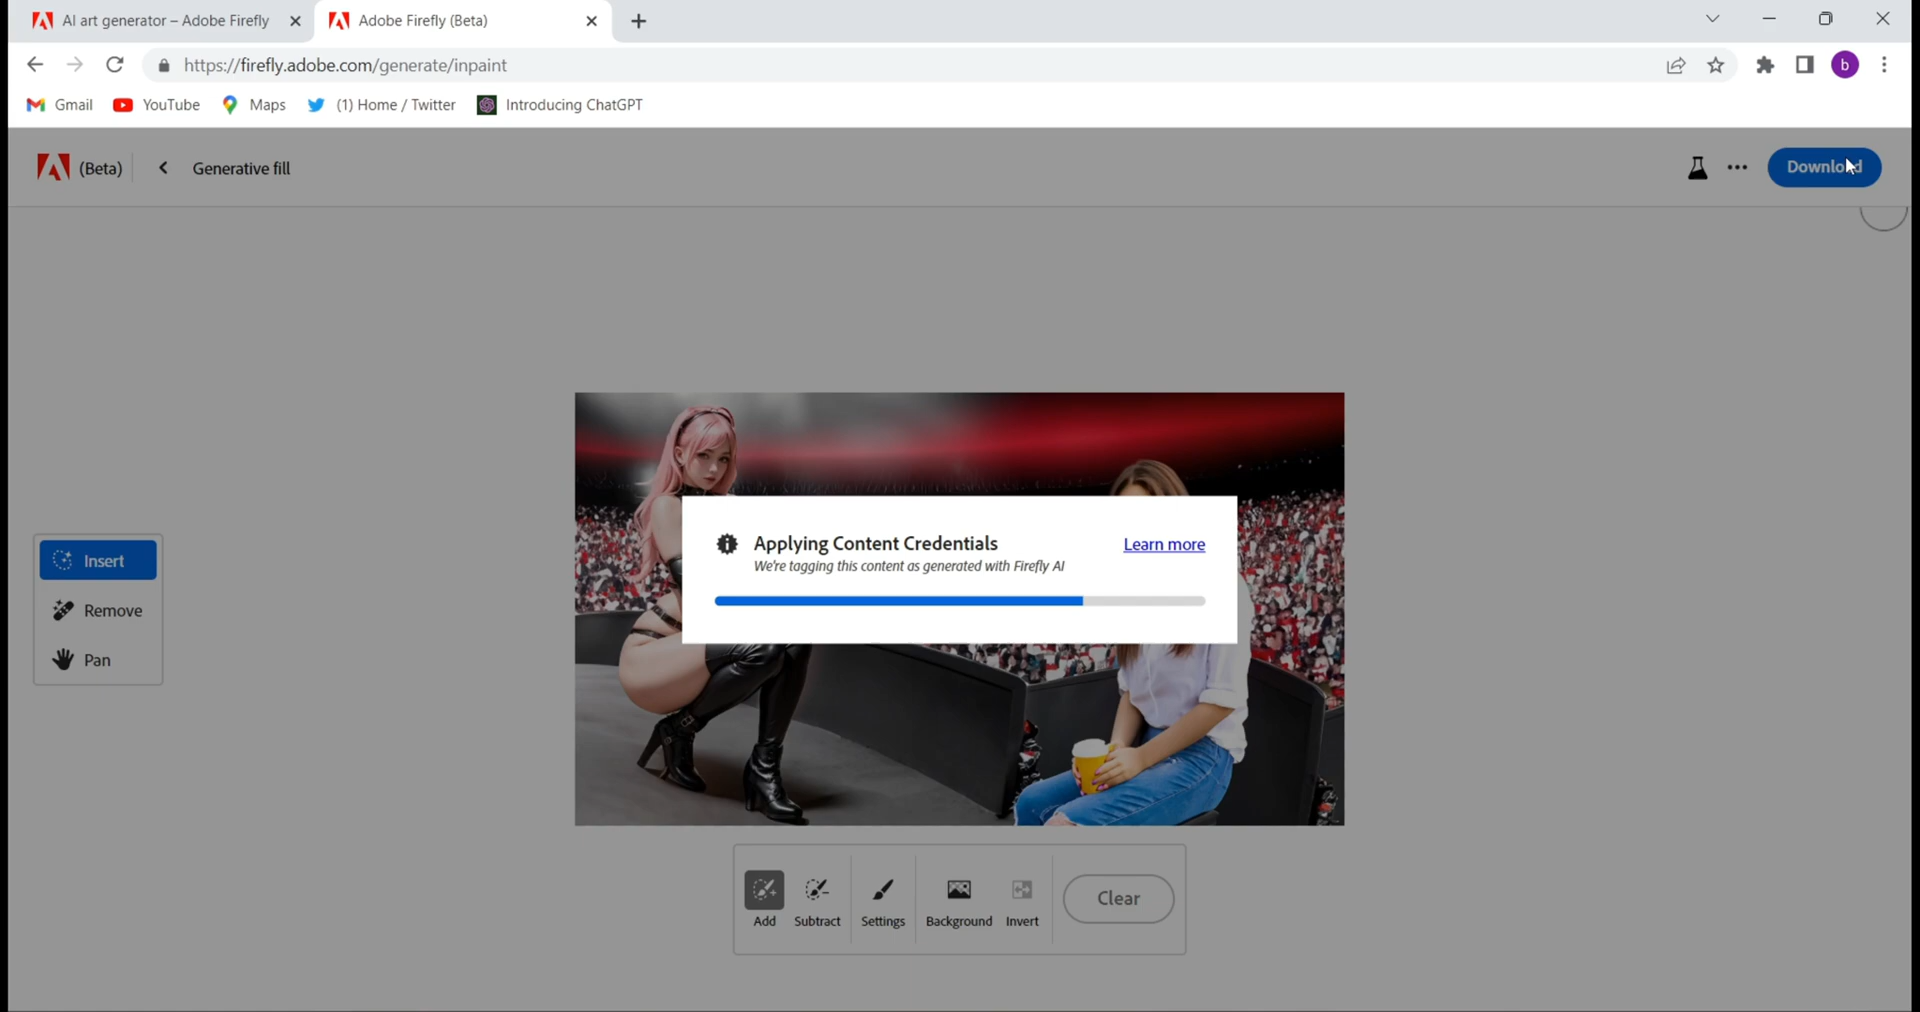 AI art generator – Adobe Firefly
Adobe Firefly (Beta)
https://firefly.adobe.com/generate/inpaint
b
Gmail
YouTube
Maps
(1) Home / Twitter
Introducing ChatGPT
(Beta)
Generative fill
Download
Applying Content Credentials
Learn more
We're tagging this content as generated with Firefly AI
Insert
Remove
Pan
Add
Subtract
Settings
Background
Invert
Clear